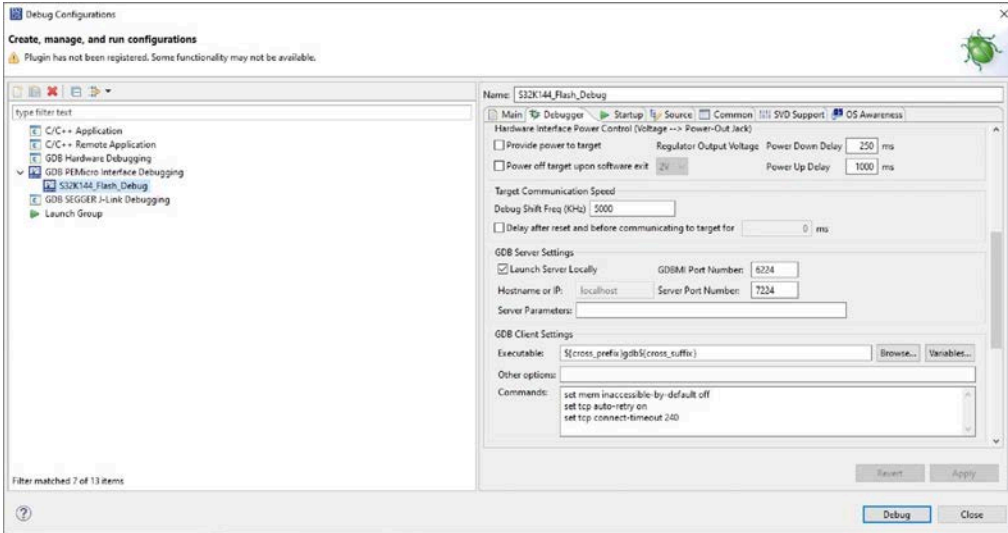 Debug Configurations
Create, manage, and run configurations
Plugin has not been registered. Some functionality may not be available.
type filter text
C/C++ Application
C/C++ Remote Application
GDB Hardware Debugging
GDB PEMicro Interface Debugging
S32K144_Flash_Debug
GDB SEGGER J-Link Debugging
Launch Group
Filter matched 7 of 13 items
Name: S32K144_Flash_Debug
Main Debugger Startup Source Common SVD Support OS Awareness
Hardware Interface Power Control (Voltage --> Power-Out Jack)
Provide power to target Regulator Output Voltage Power Down Delay 250 ms
Power off target upon software exit 2V Power Up Delay 1000 ms
Target Communication Speed
Debug Shift Freq (KHz) 5000
Delay after reset and before communicating to target for 0 ms
GDB Server Settings
Launch Server Locally GDBMI Port Number: 6224
Hostname or IP: localhost Server Port Number: 7224
Server Parameters:
GDB Client Settings
Executable: ${cross_prefix}gdb${cross_suffix} Browse... Variables...
Other options:
Commands: set mem inaccessible-by-default off
set tcp auto-retry on
set tcp connect-timeout 240
Revert Apply
Debug Close